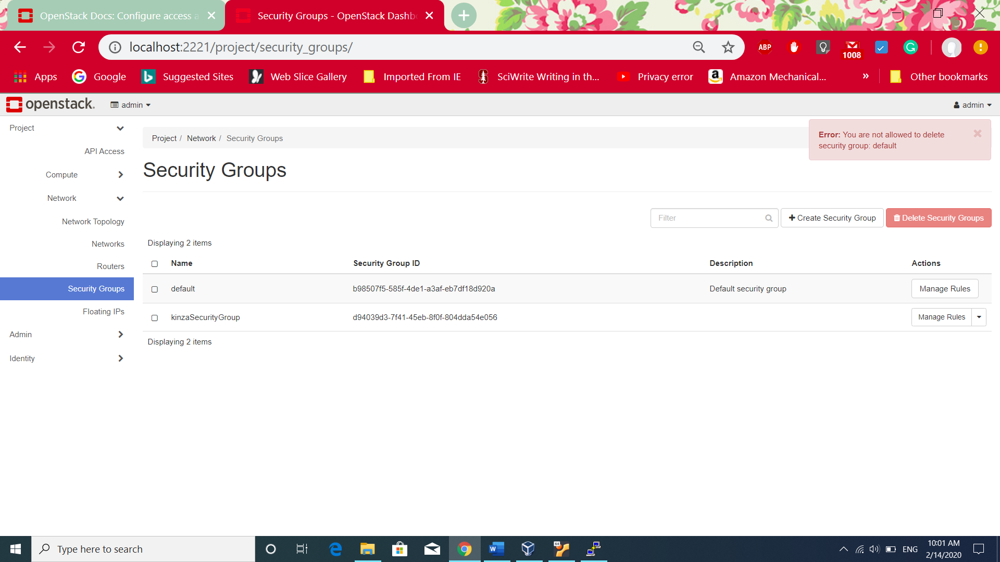 OpenStack Docs: Configure access a
Security Groups - OpenStack Dashb
localhost:2221/project/security_groups/
ABP
1008
Apps
Google
Suggested Sites
Web Slice Gallery
Imported From IE
SciWrite Writing in th...
Privacy error
Amazon Mechanical...
»
Other bookmarks
openstack.
admin
admin
Project
API Access
Compute
Network
Network Topology
Networks
Routers
Security Groups
Floating IPs
Admin
Identity
Project / Network / Security Groups
Error: You are not allowed to delete
security group: default
Security Groups
Filter
Create Security Group
Delete Security Groups
Displaying 2 items
Name Security Group ID Description Actions
default b98507f5-585f-4de1-a3af-eb7df18d920a Default security group Manage Rules
kinzaSecurityGroup d94039d3-7f41-45eb-8f0f-804dda54e056 Manage Rules
Displaying 2 items
Type here to search
W
64
ENG
10:01 AM
2/14/2020